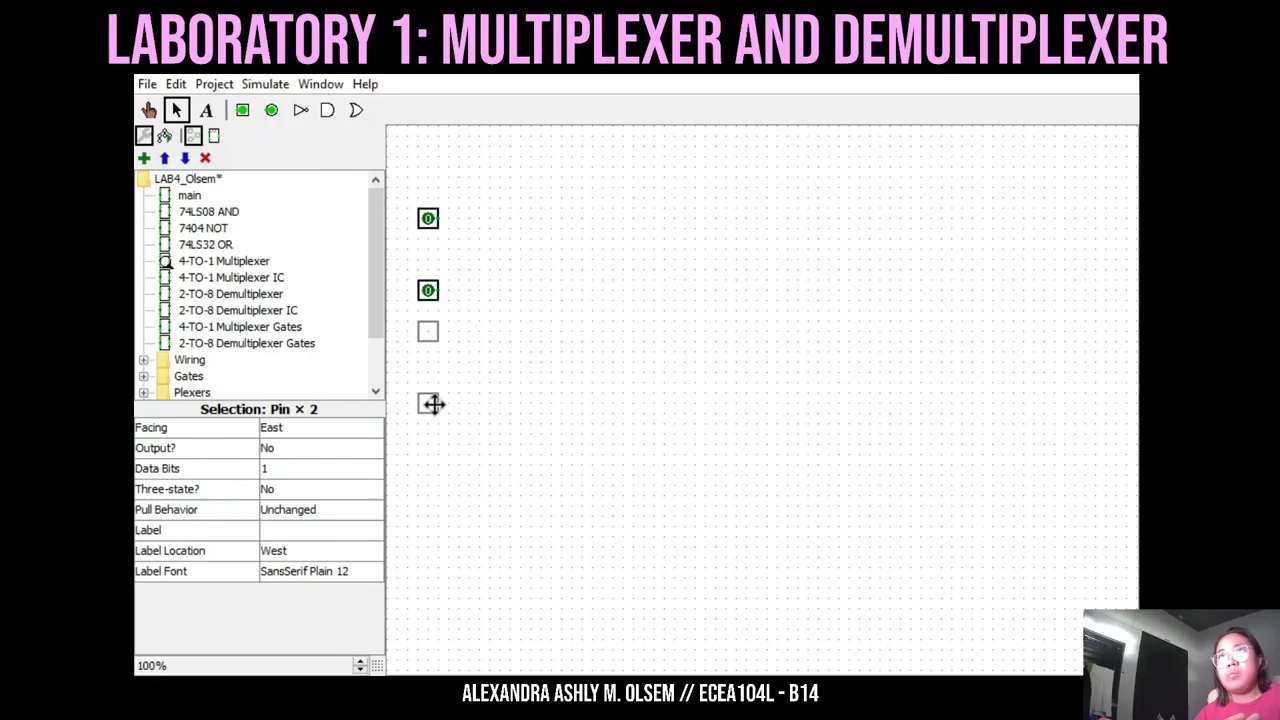 LABORATORY 1: MULTIPLEXER AND DEMULTIPLEXER
File Edit Project Simulate Window Help
A
LAB4_Olsem*
main
74LS08 AND
7404 NOT
74LS32 OR
4-TO-1 Multiplexer
4-TO-1 Multiplexer IC
2-TO-8 Demultiplexer
2-TO-8 Demultiplexer IC
4-TO-1 Multiplexer Gates
2-TO-8 Demultiplexer Gates
Wiring
Gates
Plexers
Selection: Pin × 2
Facing East
Output? No
Data Bits 1
Three-state? No
Pull Behavior Unchanged
Label
Label Location West
Label Font SansSerif Plain 12
100%
0
0
ALEXANDRA ASHLY M. OLSEM // ECEA104L - B14